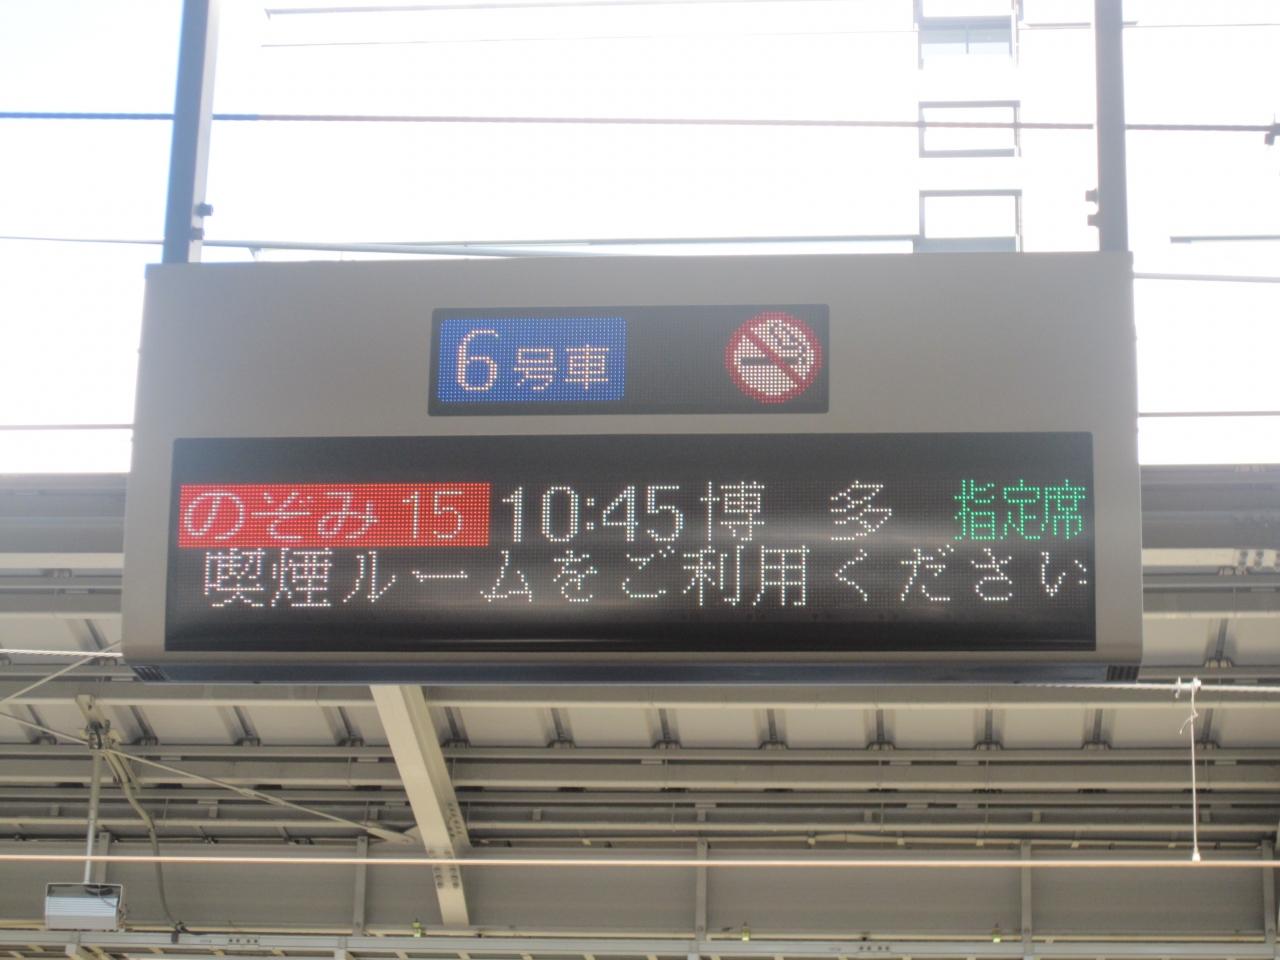 6号車
のぞみ 15 10:45 博 多 指定席
喫煙ルームをご利用ください